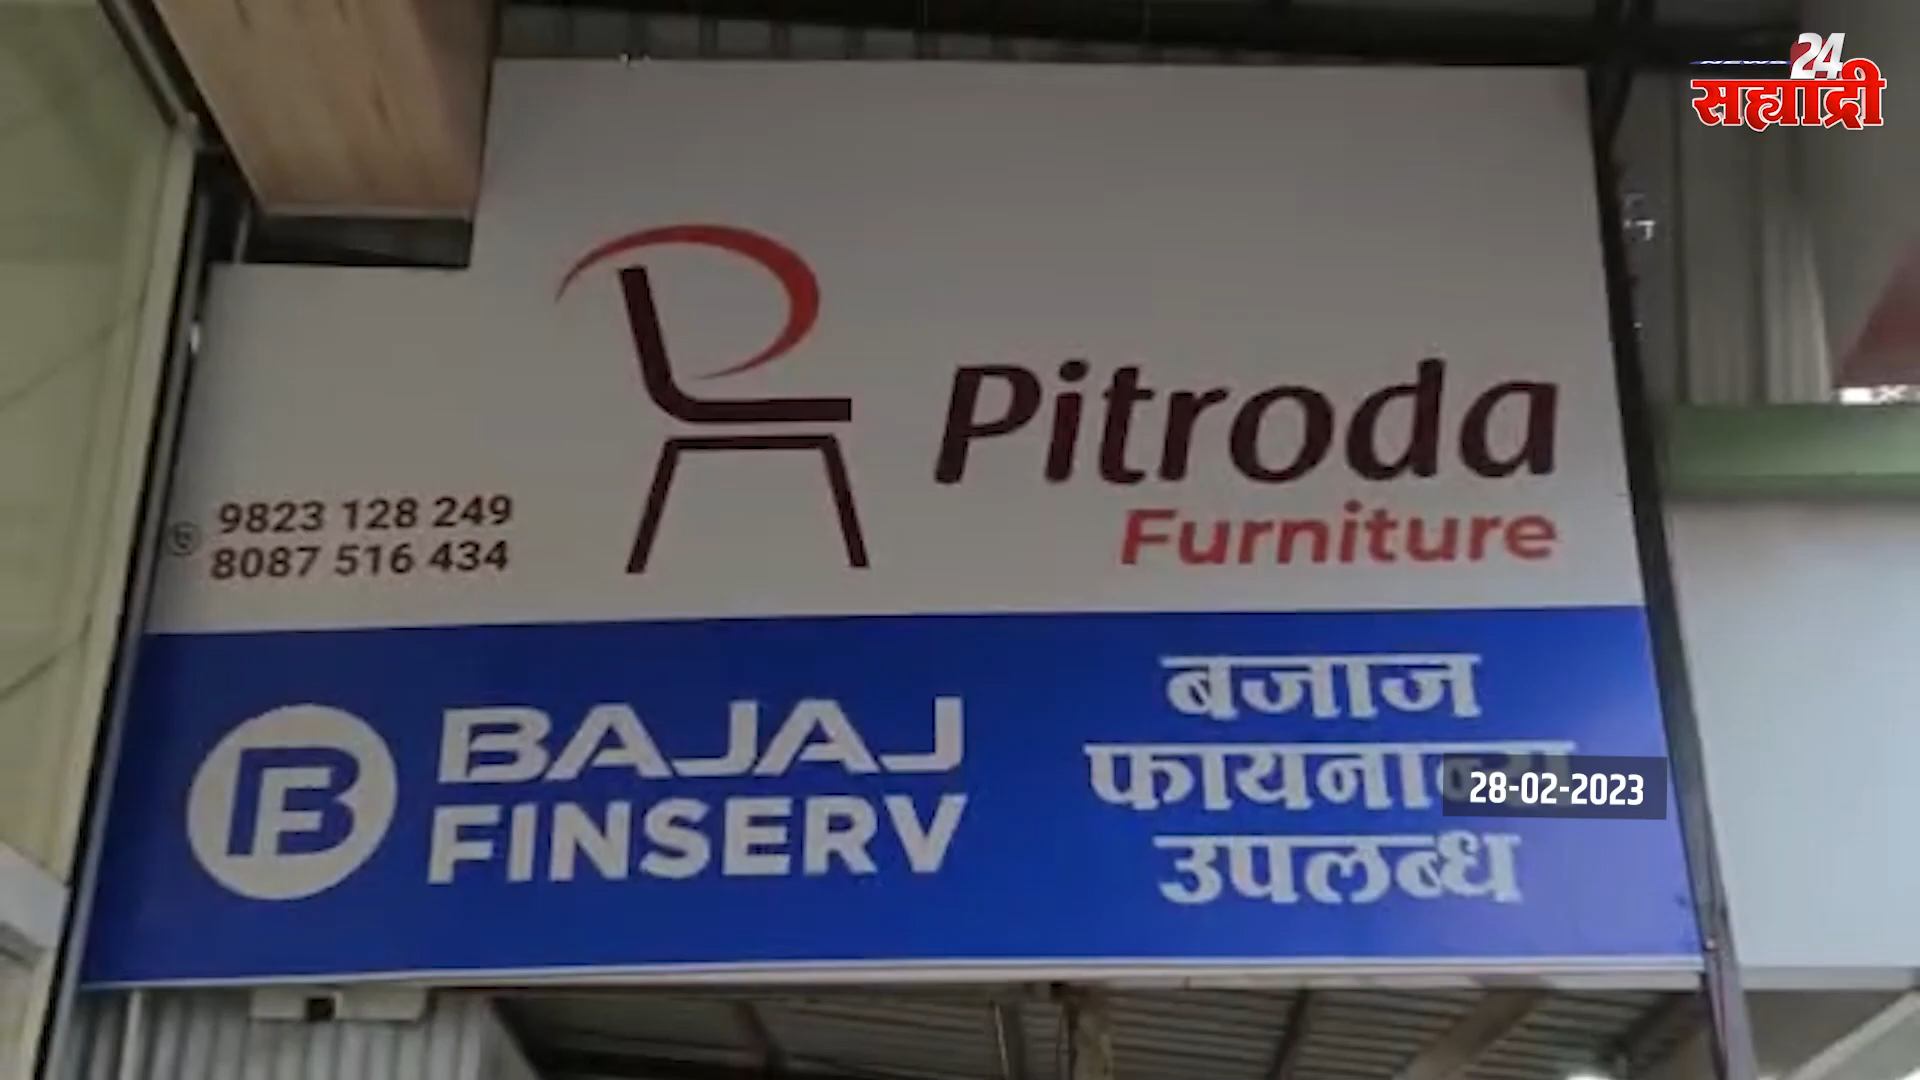 24
सह्याद्री
Pitroda
Furniture
9823 128 249
8087 516 434
BAJAJ
FINSERV
बजाज
उपलब्ध
28-02-2023